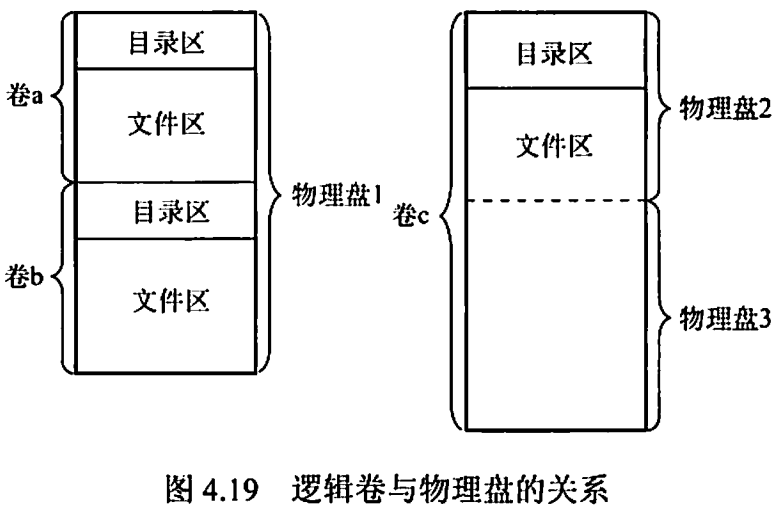 目录区
卷a
文件区
目录区
物理盘1
卷b
文件区
目录区
物理盘2
文件区
卷c
物理盘3
图 4.19 逻辑卷与物理盘的关系